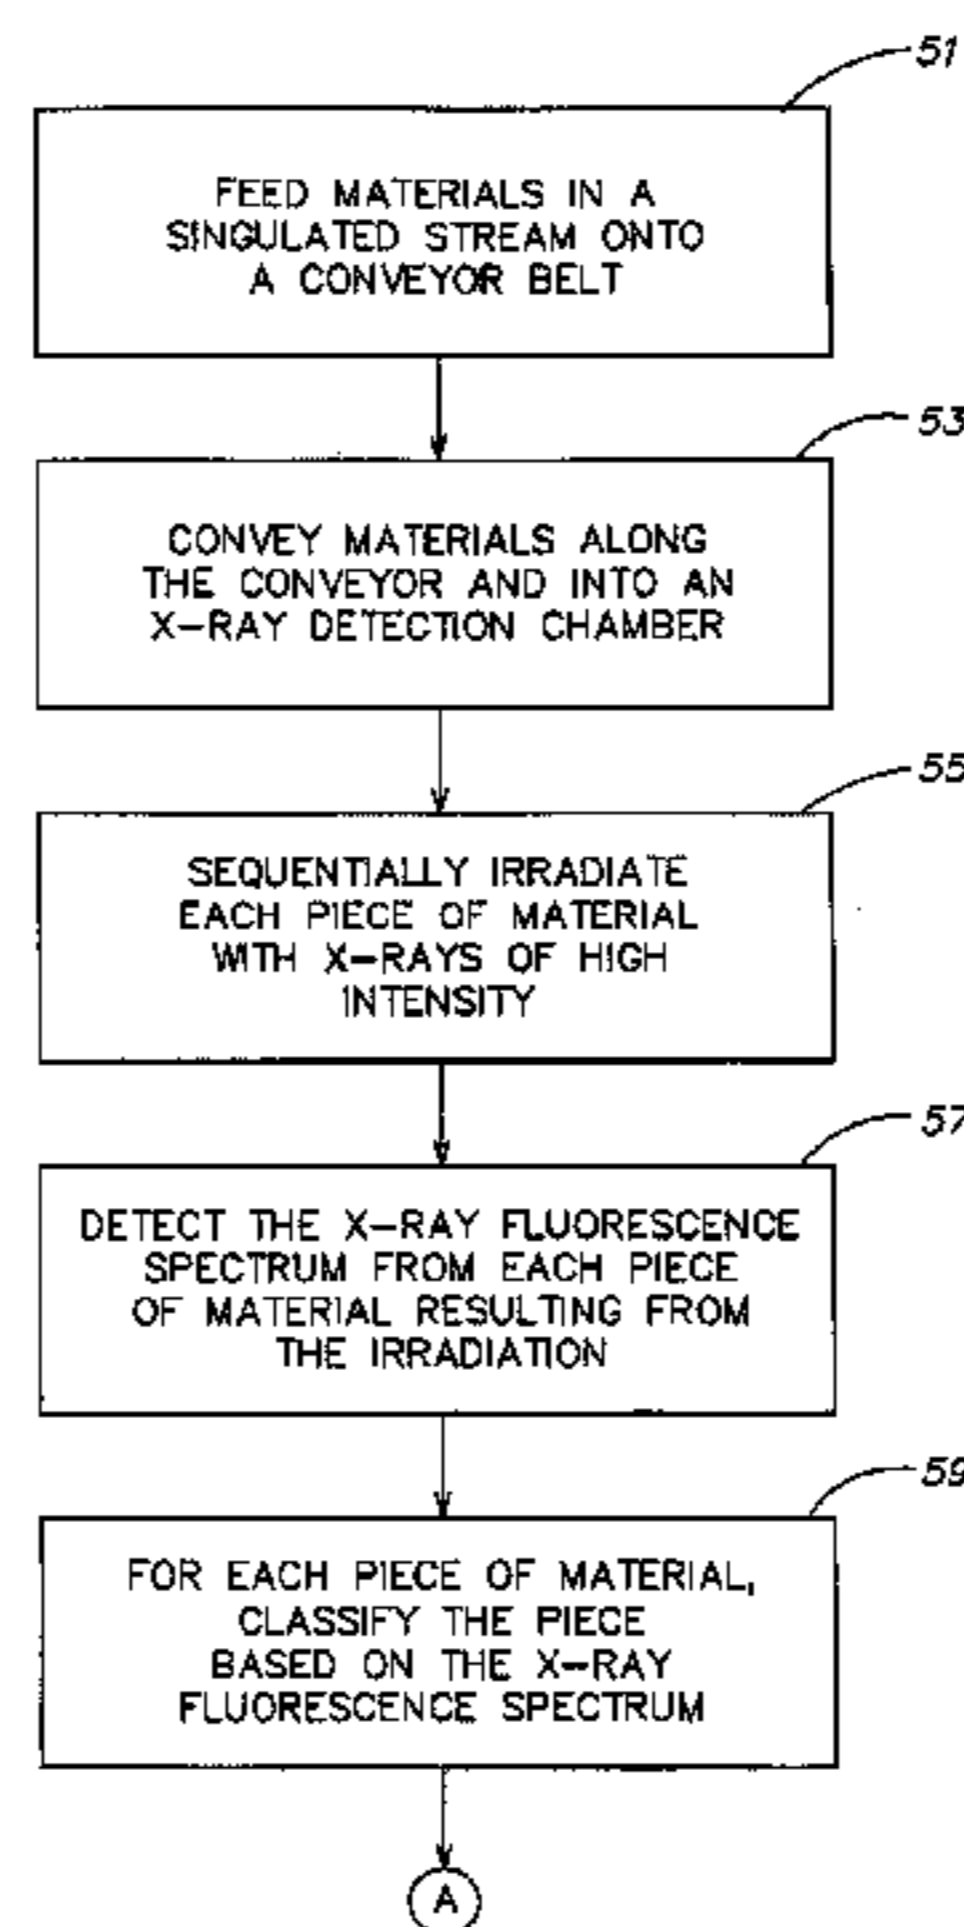 51
FEED MATERIALS IN A
SINGULATED STREAM ONTO
A CONVEYOR BELT
53
CONVEY MATERIALS ALONG
THE CONVEYOR AND INTO AN
X-RAY DETECTION CHAMBER
55
SEQUENTIALLY IRRADIATE
EACH PIECE OF MATERIAL
WITH X-RAYS OF HIGH
INTENSITY
57
DETECT THE X-RAY FLUORESCENCE
SPECTRUM FROM EACH PIECE
OF MATERIAL RESULTING FROM
THE IRRADIATION
59
FOR EACH PIECE OF MATERIAL,
CLASSIFY THE PIECE
BASED ON THE X-RAY
FLUORESCENCE SPECTRUM
A